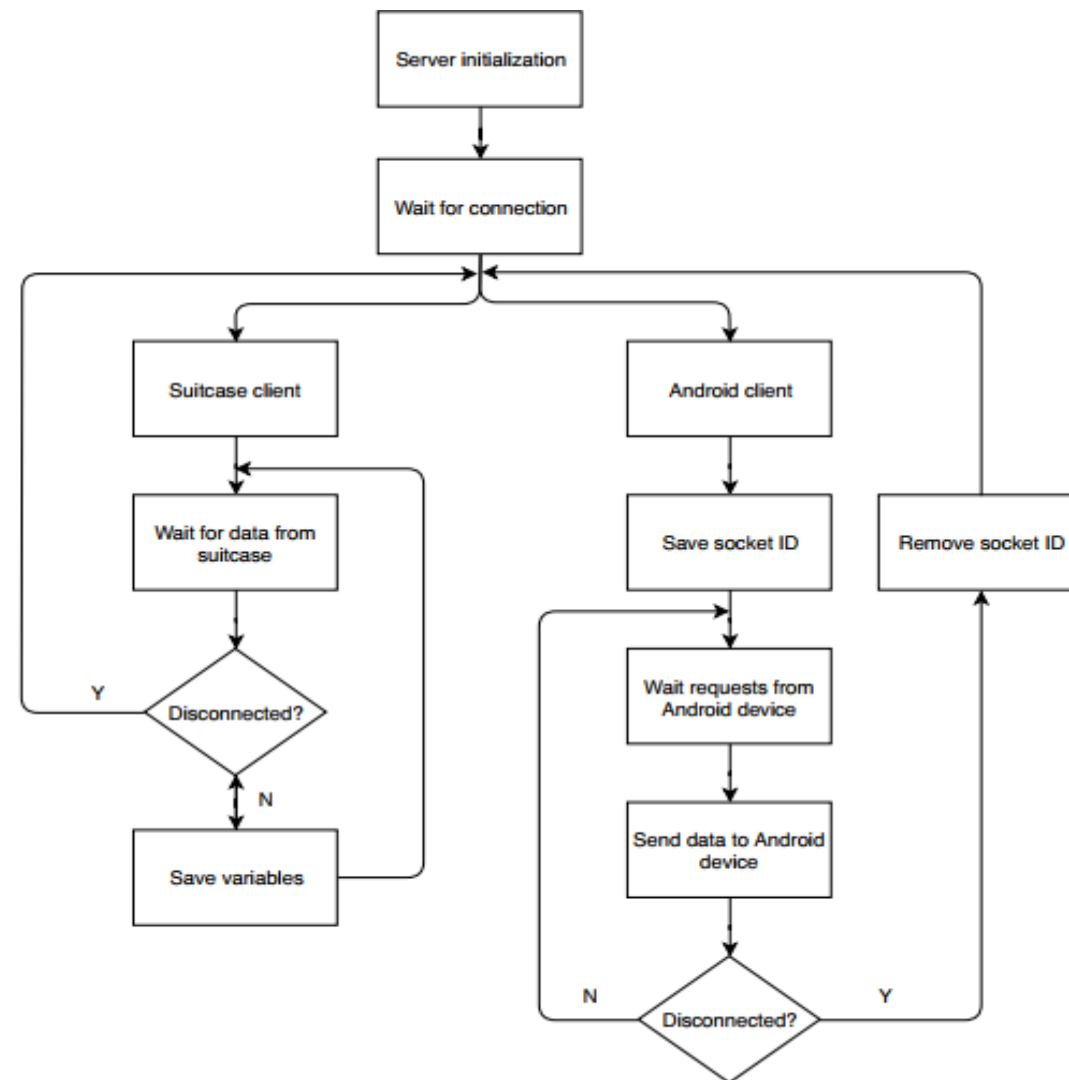 Server initialization
Wait for connection
Suitcase client
Wait for data from
suitcase
Y
Disconnected?
N
Save variables
Android client
Save socket ID
Remove socket ID
Wait requests from
Android device
Send data to Android
device
N
Disconnected?
Y